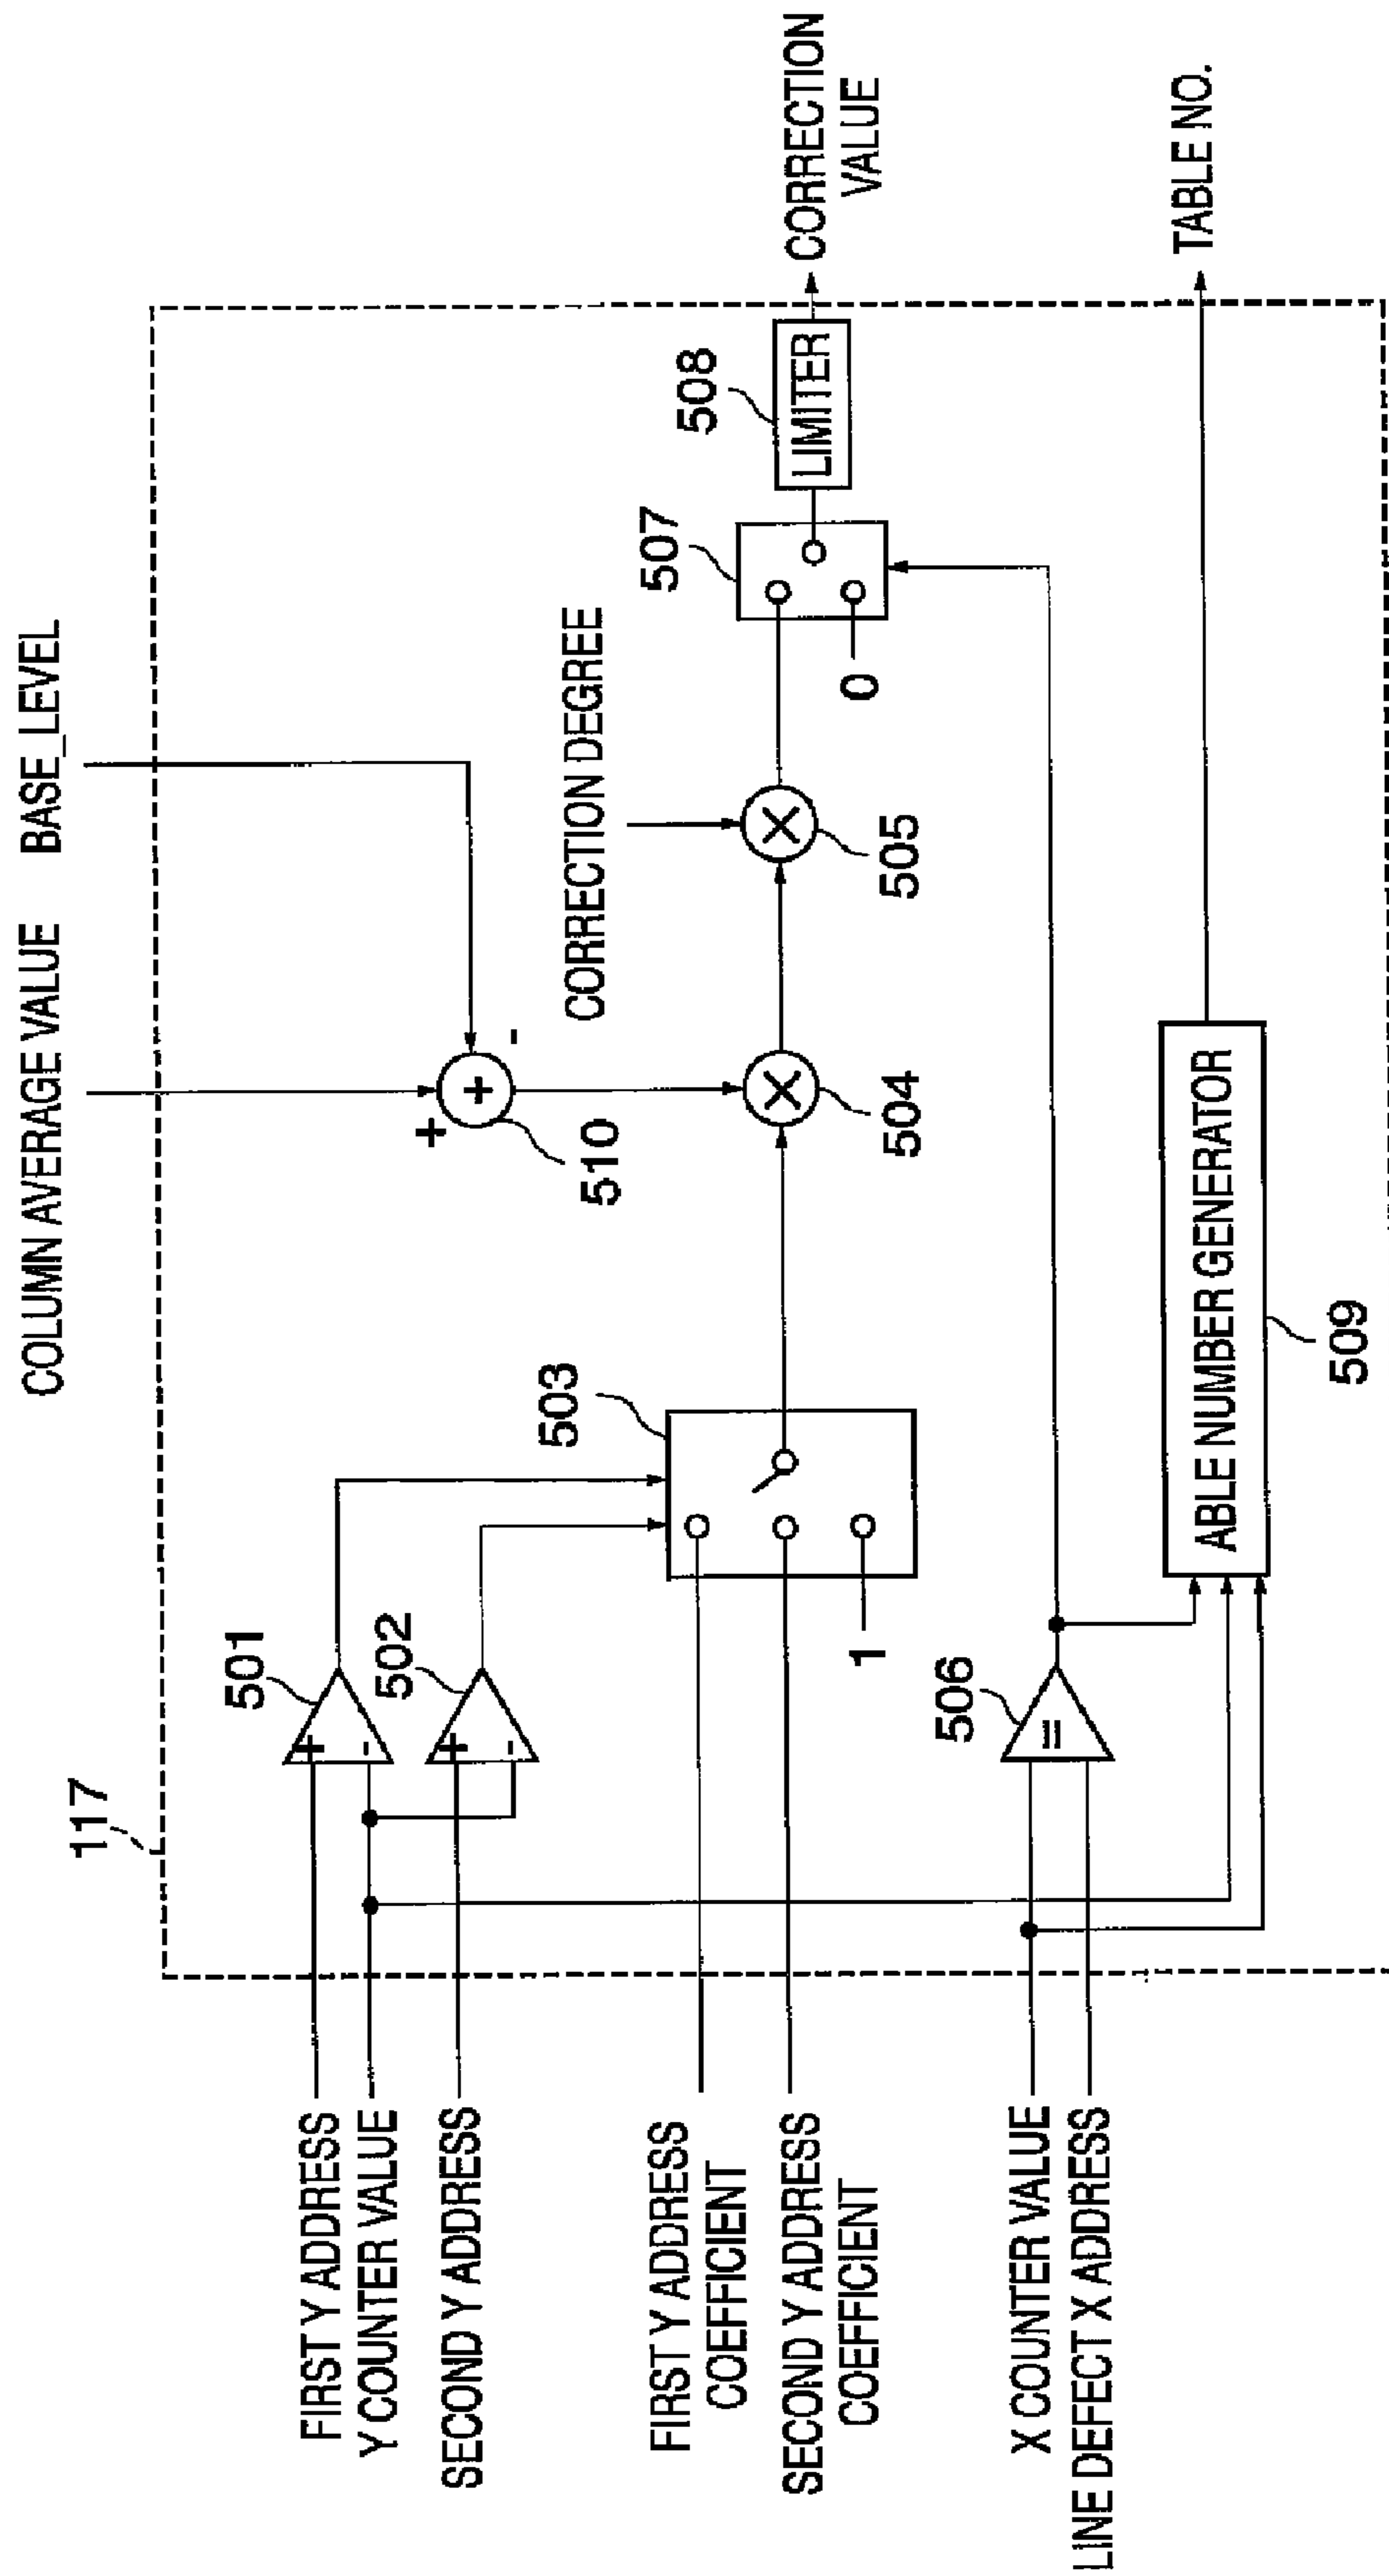 COLUMN AVERAGE VALUE
BASE_LEVEL
117
501
+
-
502
+
-
FIRST Y ADDRESS
Y COUNTER VALUE
SECOND Y ADDRESS
503
1
510
+
+
-
CORRECTION DEGREE
504
×
505
×
507
0
508
LIMITER
CORRECTION
VALUE
FIRST Y ADDRESS
COEFFICIENT
SECOND Y ADDRESS
COEFFICIENT
506
=
X COUNTER VALUE
LINE DEFECT X ADDRESS
ABLE NUMBER GENERATOR
509
TABLE NO.